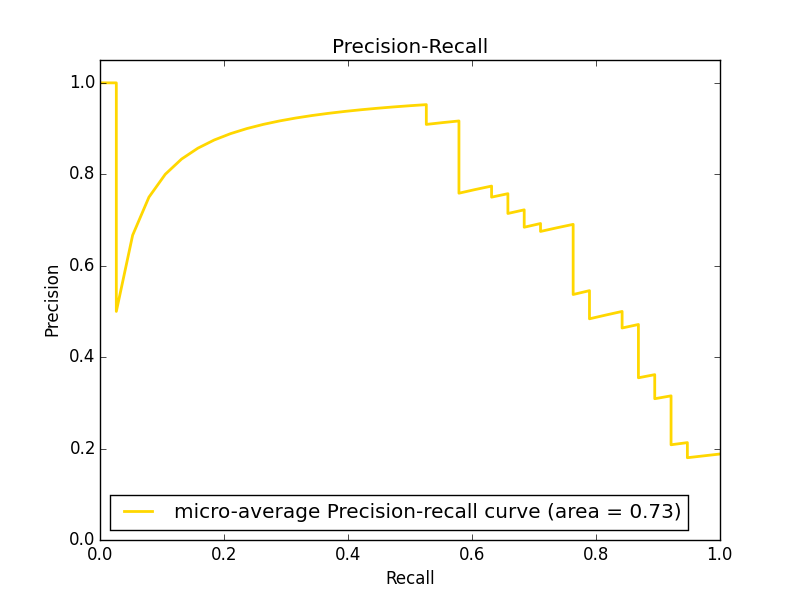 Precision-Recall
1.0
0.8
0.6
0.4
0.2
0.0
Precision
micro-average Precision-recall curve (area = 0.73)
0.0 0.2 0.4 0.6 0.8 1.0
Recall